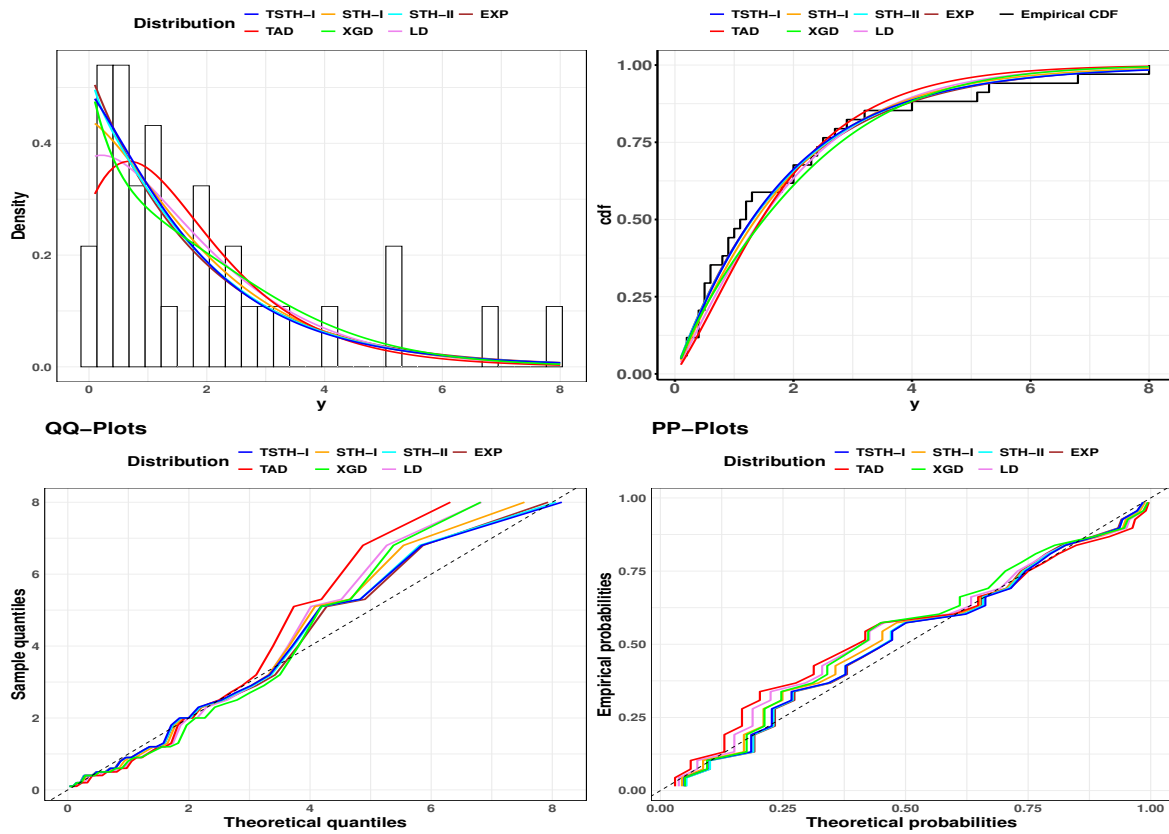 Distribution
TSTH−I STH−I STH−II EXP
TAD XGD LD
Density
0.4
0.2
0.0
0 2 4 6 8
y
Distribution
TSTH−I STH−I STH−II EXP Empirical CDF
TAD XGD LD
cdf
1.00
0.75
0.50
0.25
0.00
0 2 4 6 8
y
QQ−Plots
Distribution
TSTH−I STH−I STH−II EXP
TAD XGD LD
Sample quantiles
8
6
4
2
0
0 2 4 6 8
Theoretical quantiles
PP−Plots
Distribution
TSTH−I STH−I STH−II EXP
TAD XGD LD
Empirical probabilities
1.00
0.75
0.50
0.25
0.00
0.00 0.25 0.50 0.75 1.00
Theoretical probabilities